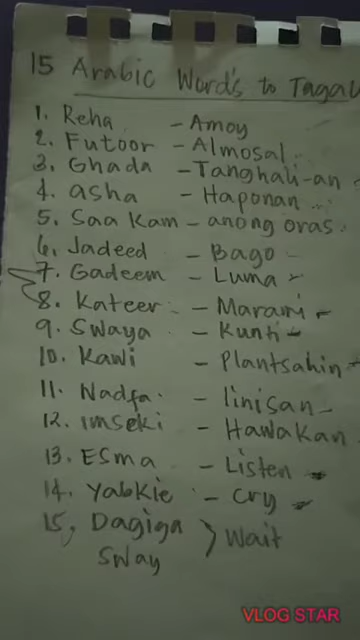 15 Arabic Word's to Tagal
1. Reha - Amoy
2. Futoor - Almosal
3. Ghada - Tanghali-an
4. asha - Haponan
5. Saa Kam - anong oras
6. Jadeed - Bago
7. Gadeem - Luma
8. Kateer - Marami
9. Swaya - Kunti
10. Kawi - Plantsahin
11. Nadfa - linisan
12. imseki - Hawakan
13. Esma - Listen
14. Yabkie - Cry
15. Dagiga > Wait
Sway
VLOG STAR